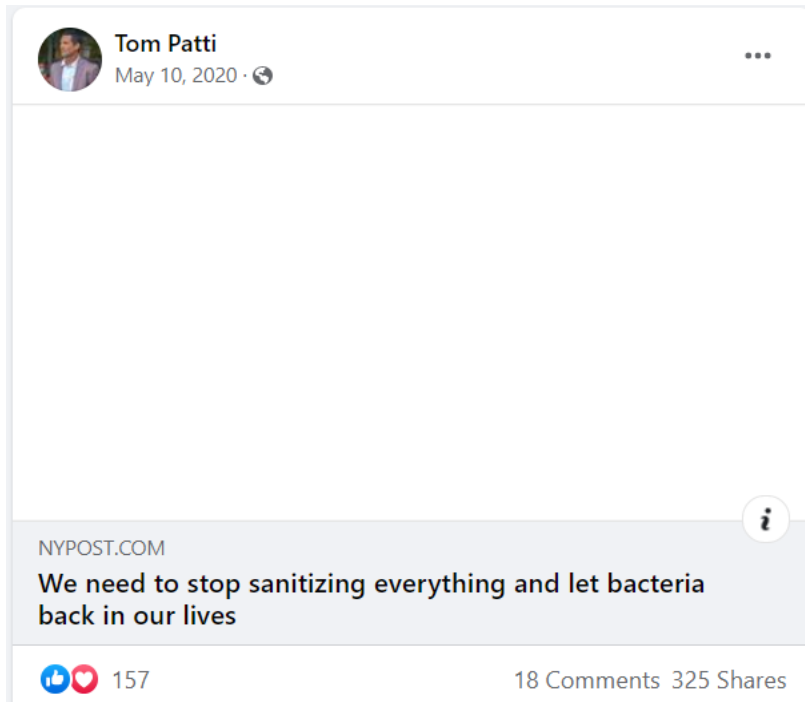 Tom Patti
May 10, 2020 ·
NYPOST.COM
We need to stop sanitizing everything and let bacteria
back in our lives
157
18 Comments 325 Shares